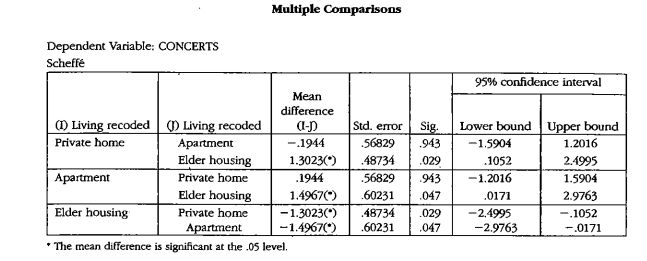 Multiple Comparisons
Dependent Variable: CONCERTS
Scheffé
95% confidence interval
Mean
difference
(I) Living recoded (J) Living recoded (I-J) Std. error Sig. Lower bound Upper bound
Private home Apartment −.1944 .56829 .943 −1.5904 1.2016
Elder housing 1.3023(*) .48734 .029 .1052 2.4995
Apartment Private home .1944 .56829 .943 −1.2016 1.5904
Elder housing 1.4967(*) .60231 .047 .0171 2.9763
Elder housing Private home −1.3023(*) .48734 .029 −2.4995 −.1052
Apartment −1.4967(*) .60231 .047 −2.9763 −.0171
* The mean difference is significant at the .05 level.